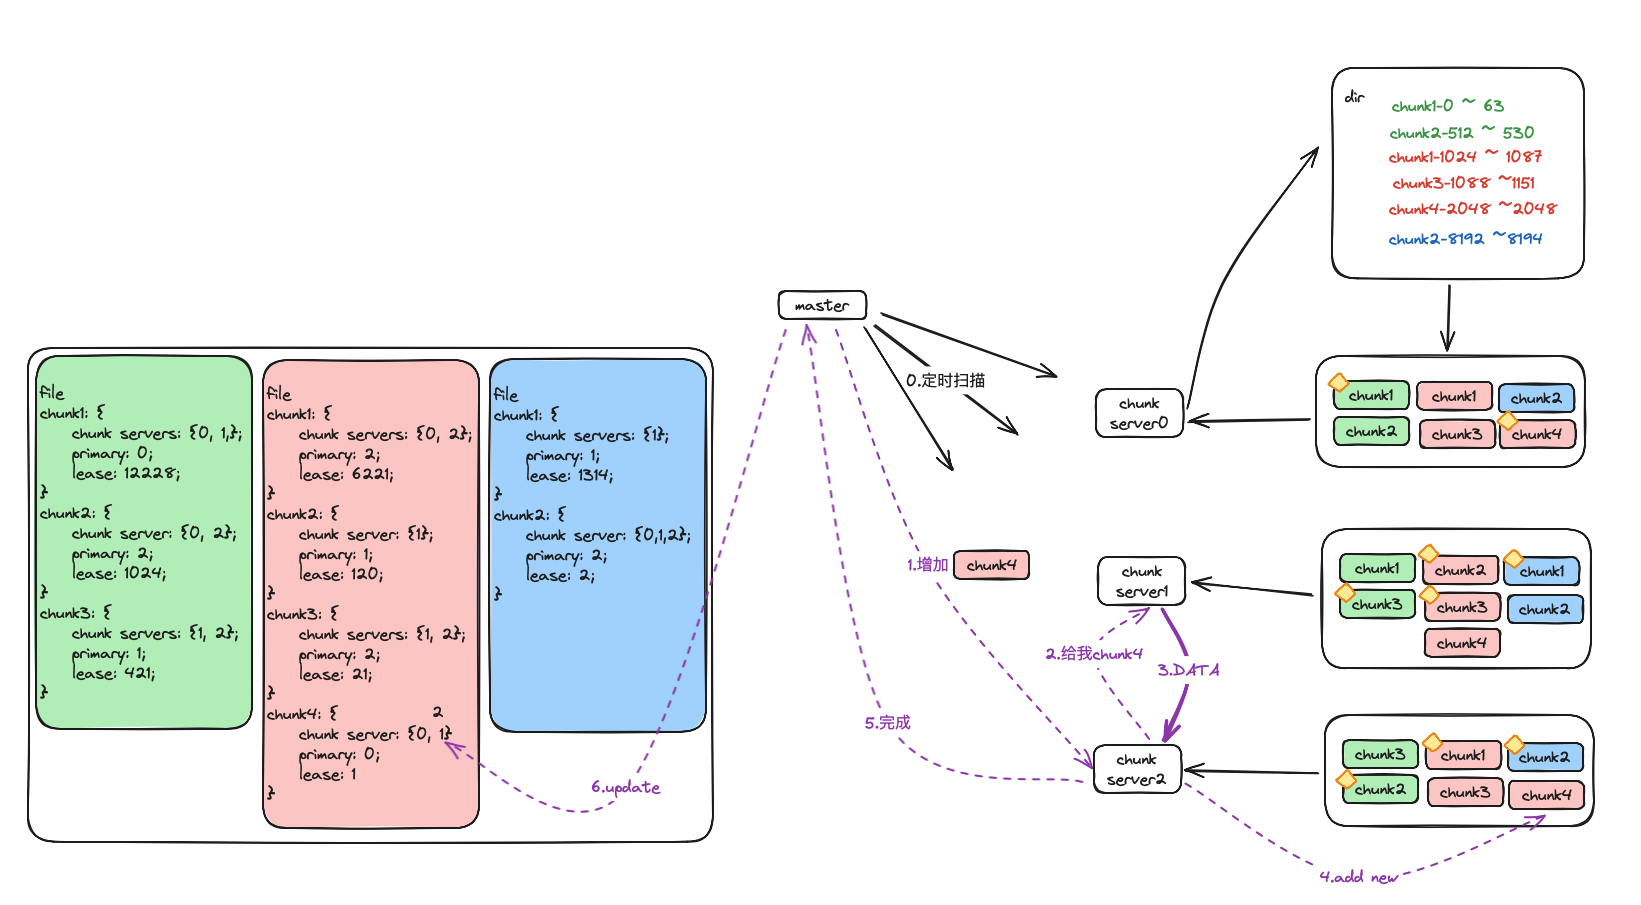 file
chunk1: {
chunk servers: {0, 1,};
primary: 0;
lease: 12228;
}
chunk2: {
chunk server: {0, 2};
primary: 2;
lease: 1024;
}
chunk3: {
chunk servers: {1, 2};
primary: 1;
lease: 421;
}
file
chunk1: {
chunk servers: {0, 2};
primary: 2;
lease: 6221;
}
chunk2: {
chunk server: {1};
primary: 1;
lease: 120;
}
chunk3: {
chunk servers: {1, 2};
primary: 2;
lease: 21;
}
chunk4: {
2
chunk server: {0, 1}
primary: 0;
lease: 1
}
file
chunk1: {
chunk servers: {1};
primary: 1;
lease: 1314;
}
chunk2: {
chunk server: {0,1,2};
primary: 2;
lease: 2;
}
master
0.定时扫描
1.增加
chunk4
2.给我chunk4
3.DATA
4.add new
5.完成
6.update
chunk
server0
chunk
server1
chunk
server2
dir
chunk1-0 ~ 63
chunk2-512 ~ 530
chunk1-1024 ~ 1087
chunk3-1088 ~1151
chunk4-2048 ~2048
chunk2-8192 ~8194
chunk1
chunk1
chunk2
chunk2
chunk3
chunk4
chunk1
chunk2
chunk1
chunk3
chunk3
chunk2
chunk4
chunk3
chunk1
chunk2
chunk2
chunk3
chunk4